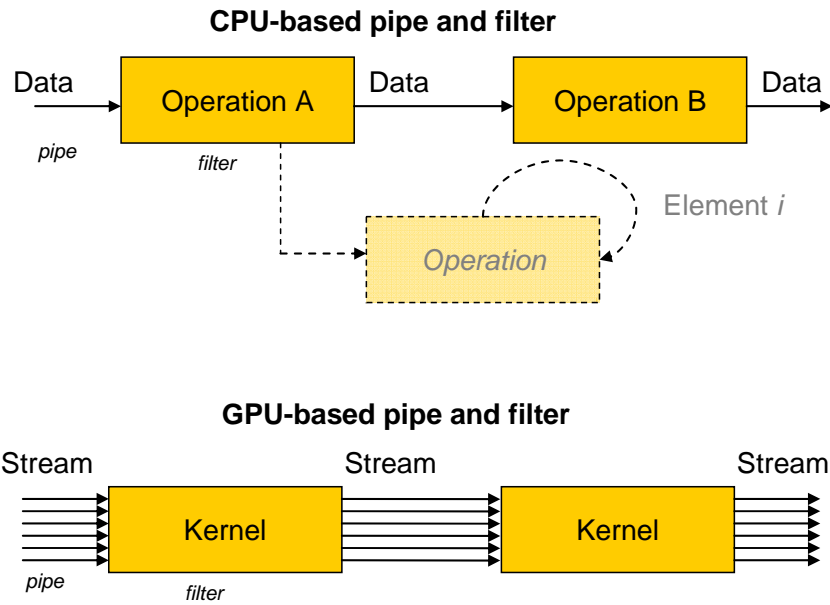 CPU-based pipe and filter
Data
Operation A
Data
Operation B
Data
pipe
filter
Element i
Operation
GPU-based pipe and filter
Stream
Stream
Stream
Kernel
Kernel
pipe
filter